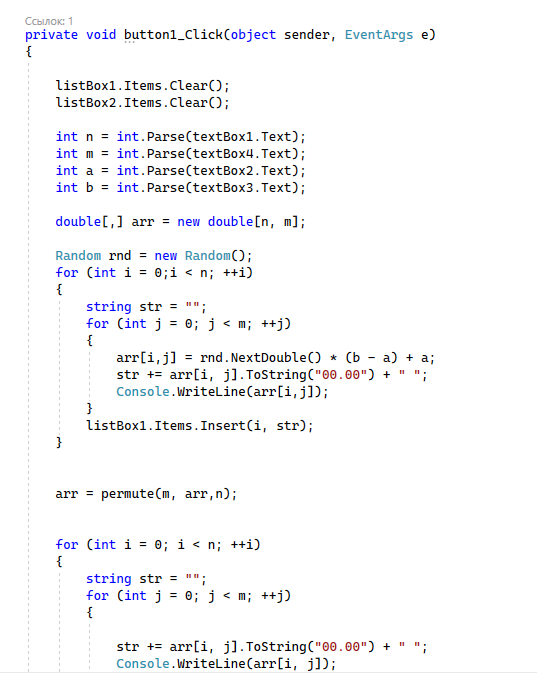 Ссылок: 1
private void button1_Click(object sender, EventArgs e)
{
listBox1.Items.Clear();
listBox2.Items.Clear();
int n = int.Parse(textBox1.Text);
int m = int.Parse(textBox4.Text);
int a = int.Parse(textBox2.Text);
int b = int.Parse(textBox3.Text);
double[,] arr = new double[n, m];
Random rnd = new Random();
for (int i = 0;i < n; ++i)
{
string str = "";
for (int j = 0; j < m; ++j)
{
arr[i,j] = rnd.NextDouble() * (b - a) + a;
str += arr[i, j].ToString("00.00") + " ";
Console.WriteLine(arr[i,j]);
}
listBox1.Items.Insert(i, str);
}
arr = permute(m, arr,n);
for (int i = 0; i < n; ++i)
{
string str = "";
for (int j = 0; j < m; ++j)
{
str += arr[i, j].ToString("00.00") + " ";
Console.WriteLine(arr[i, j]);